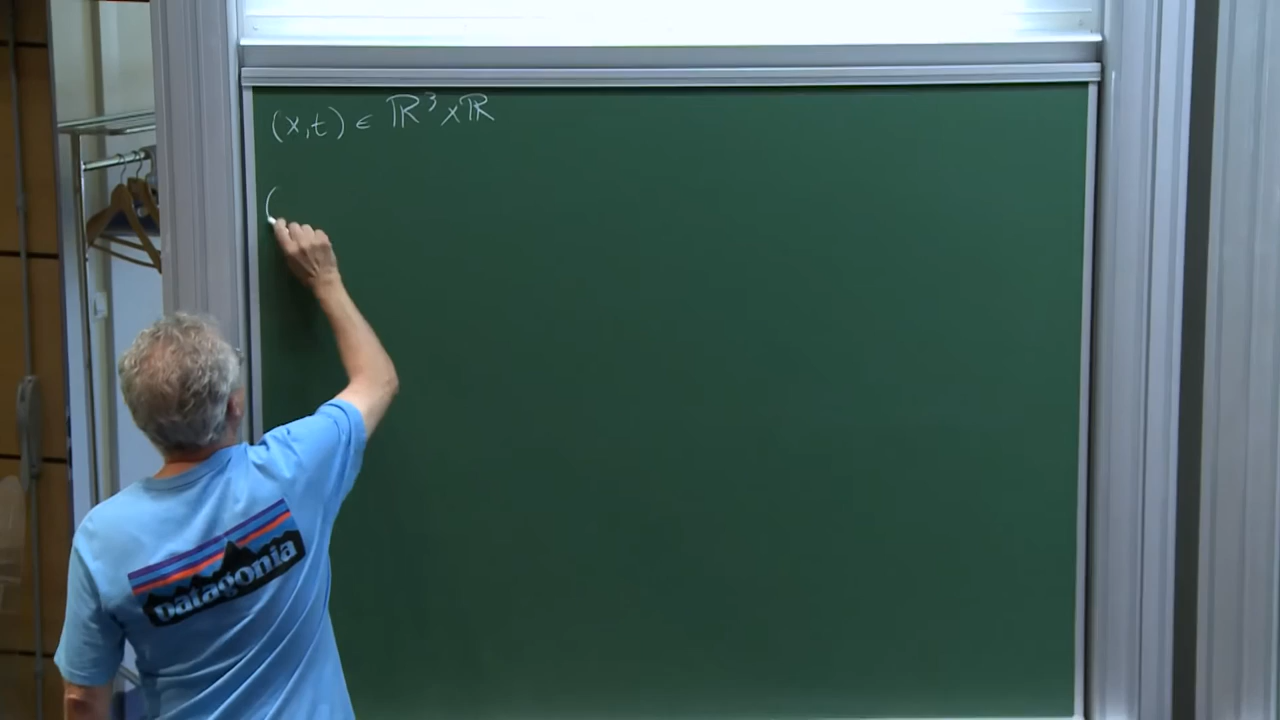 (x,t) ∈ ℝ³×ℝ
(
patagonia